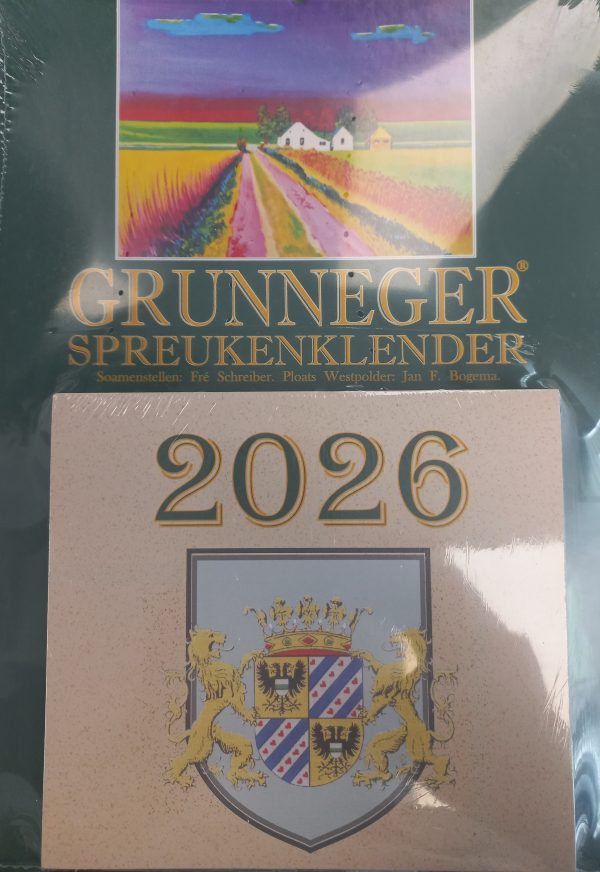 GRUNNEGER®
SPREUKENKLENDER
Soamenstellen: Fré Schreiber. Ploats Westpolder: Jan F. Bogema.
2026